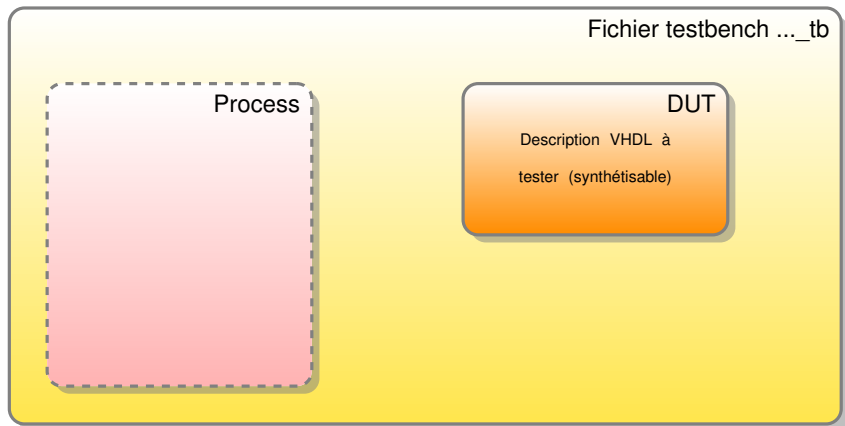 Fichier testbench ..._tb
Process
DUT
Description VHDL à
tester (synthétisable)